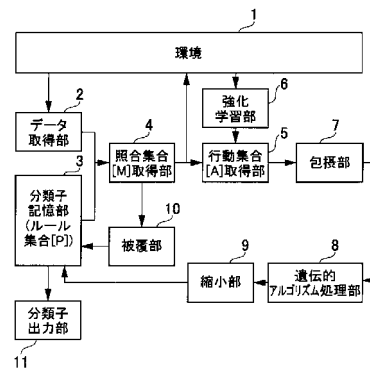 1
環境
2
データ
取得部
3
分類子
記憶部
(ルール
集合[P])
4
照合集合
[M]取得部
5
行動集合
[A]取得部
6
強化
学習部
7
包摂部
8
遺伝的
アルゴリズム処理部
9
縮小部
10
被覆部
分類子
出力部
11